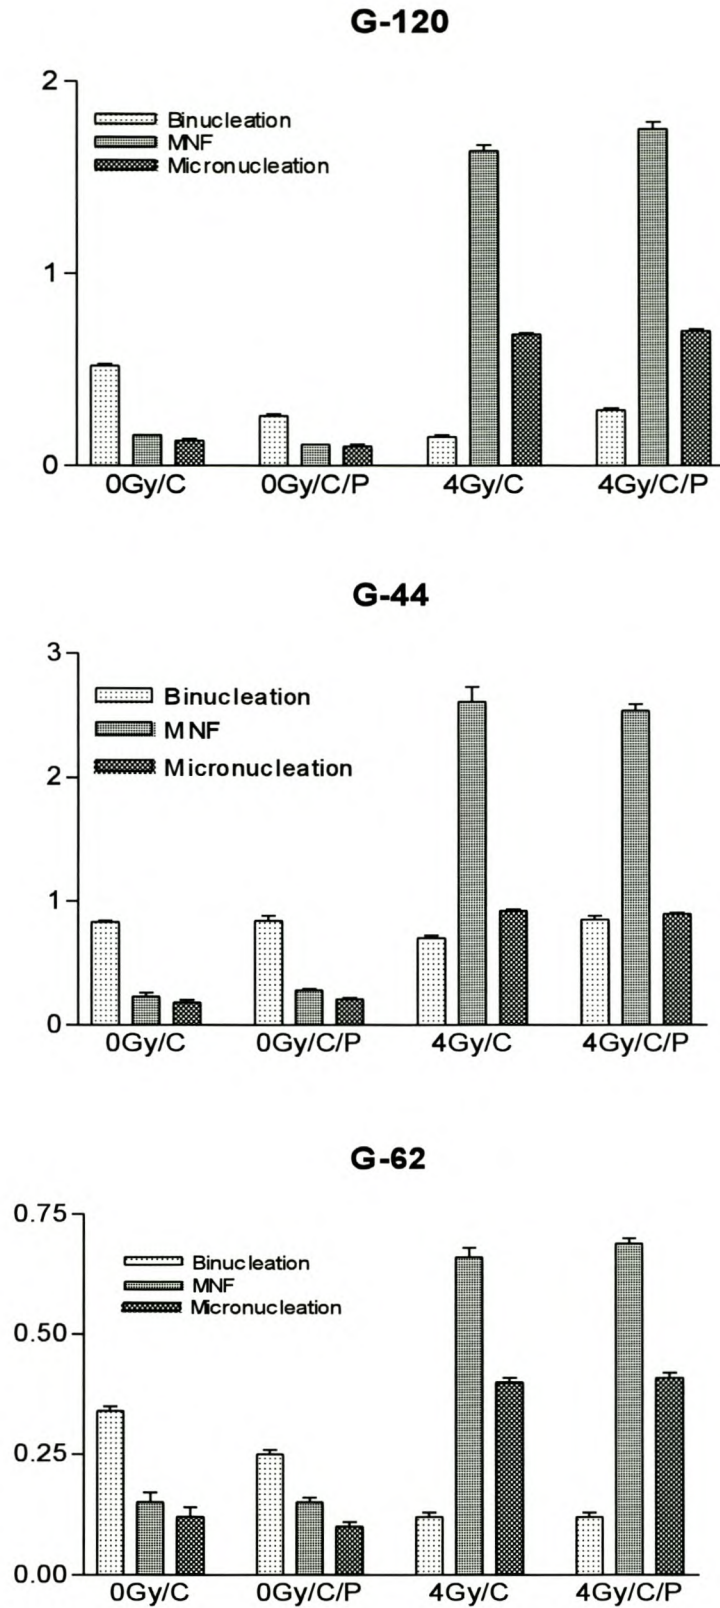 G-120
2
Binucleation
MNF
Micronucleation
1
0
0Gy/C 0Gy/C/P 4Gy/C 4Gy/C/P
G-44
3
Binucleation
MNF
2
Micronucleation
1
0
0Gy/C 0Gy/C/P 4Gy/C 4Gy/C/P
G-62
0.75
Binucleation
MNF
Micronucleation
0.50
0.25
0.00
0Gy/C 0Gy/C/P 4Gy/C 4Gy/C/P